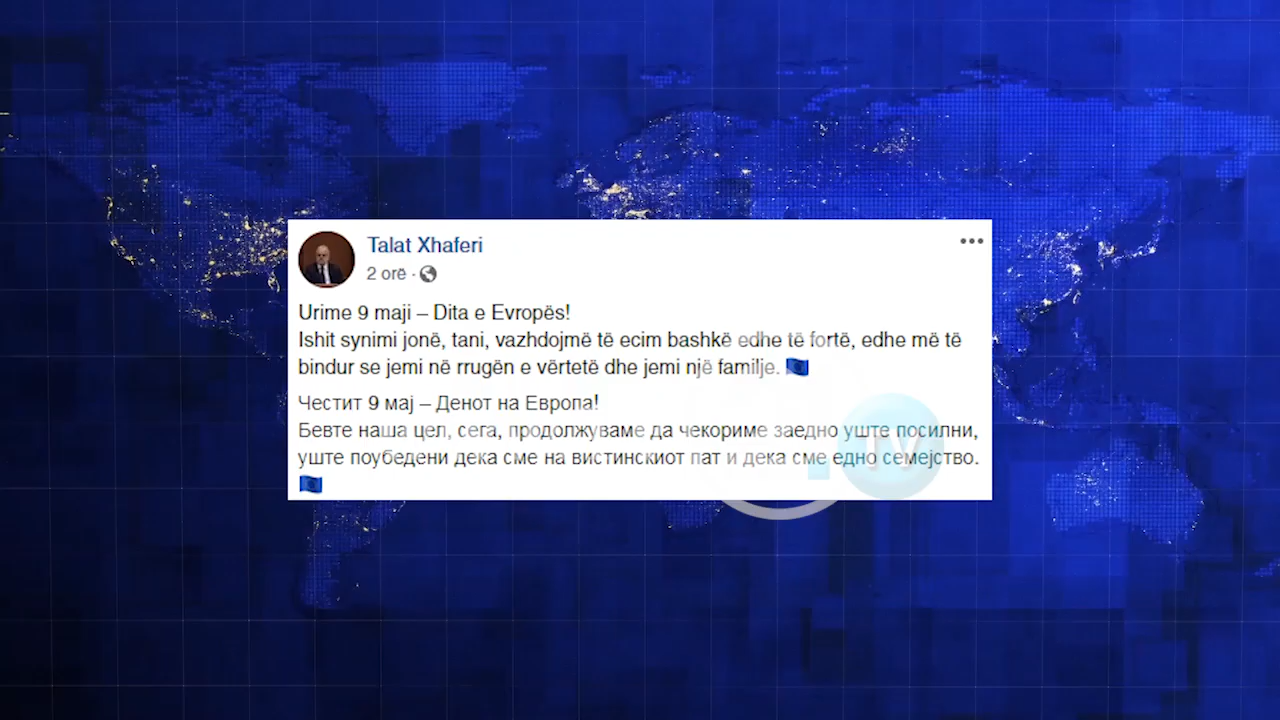 Talat Xhaferi
2 orë ·
Urime 9 maji – Dita e Evropës!
Ishit synimi jonë, tani, vazhdojmë të ecim bashkë edhe të fortë, edhe më të
bindur se jemi në rrugën e vërtetë dhe jemi një familje.
Честит 9 мај – Денот на Европа!
Бевте наша цел, сега, продолжуваме да чекориме заедно уште посилни,
уште поубедени дека сме на вистинскиот пат и дека сме едно семејство.
TV